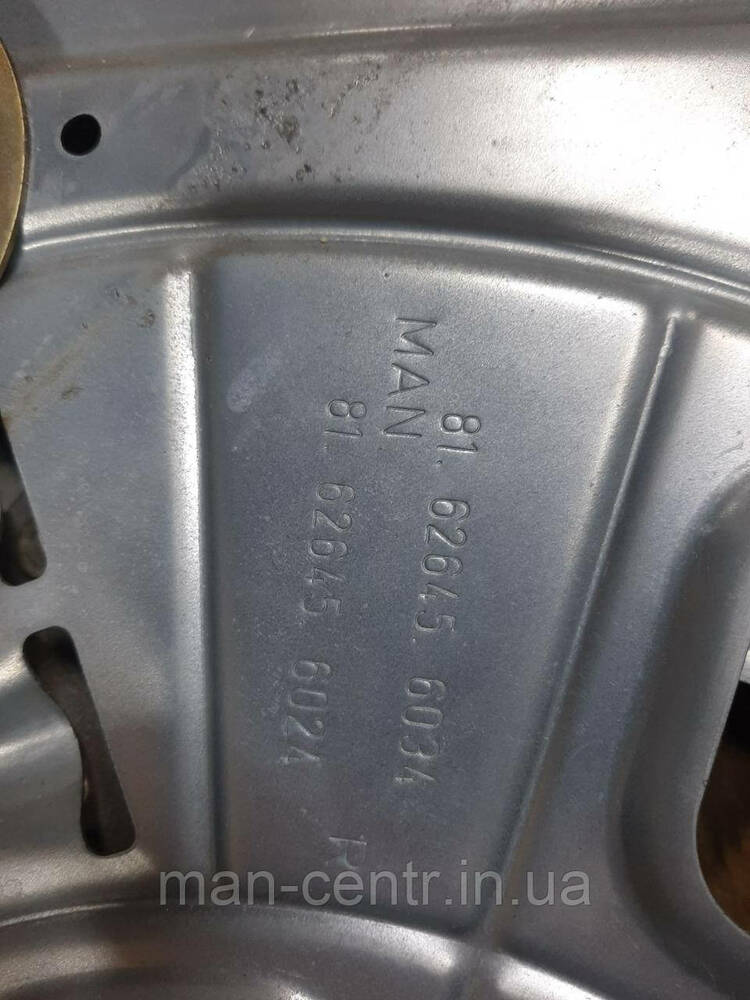 MAN
81. 62645. 6034
81. 62645. 6024 R
man-centr.in.ua